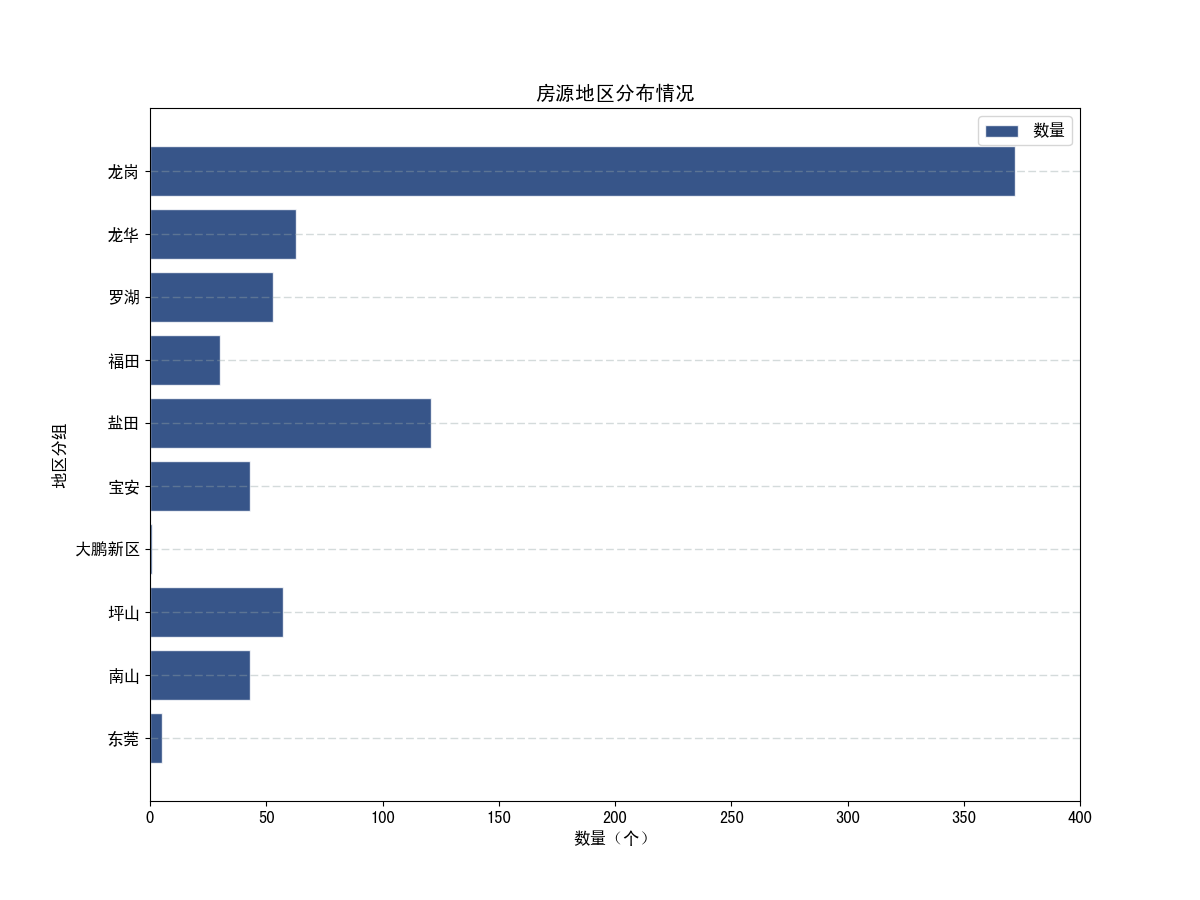 房源地区分布情况
数量
龙岗
龙华
罗湖
福田
盐田
宝安
大鹏新区
坪山
南山
东莞
地区分组
0 50 100 150 200 250 300 350 400
数量（个）